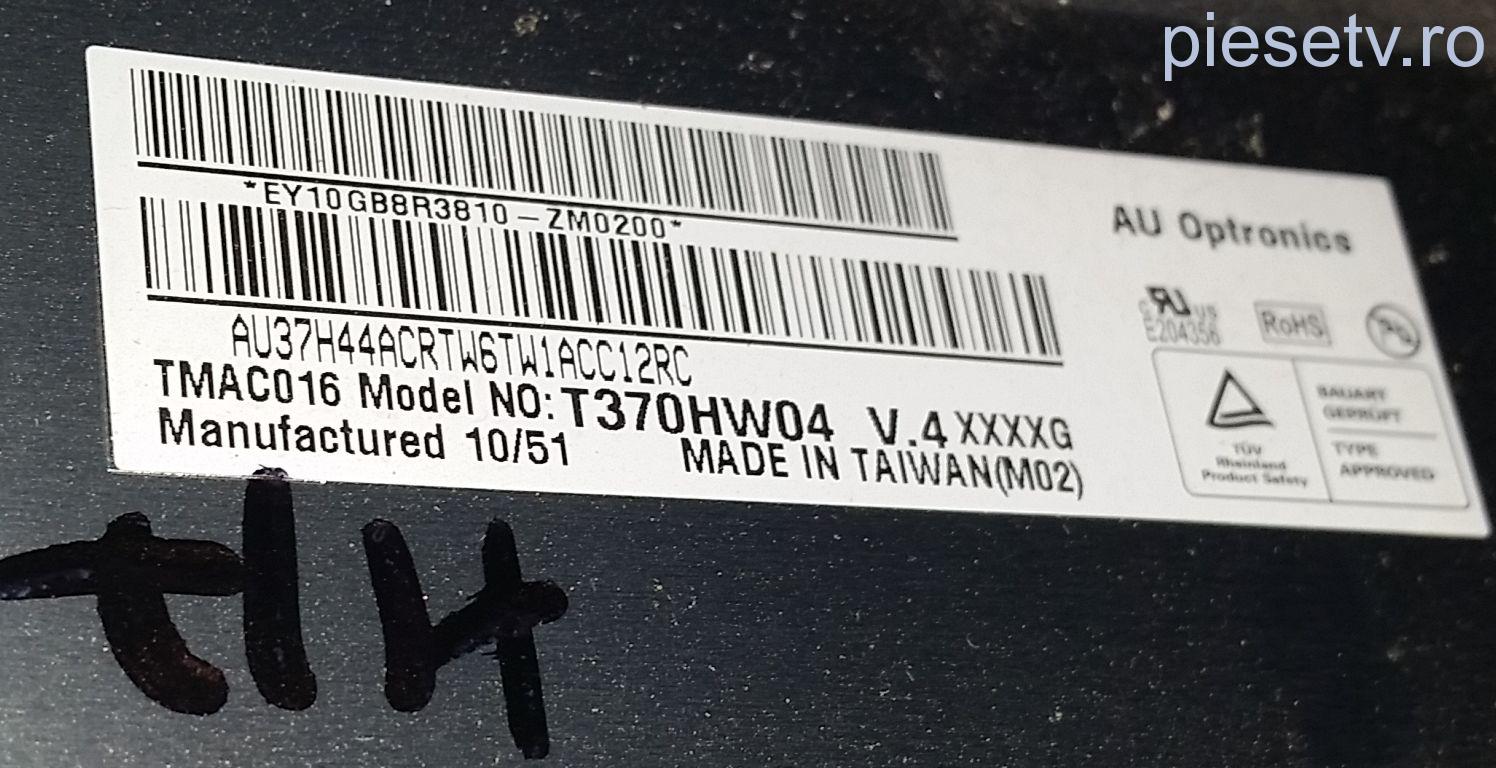 piesetv.ro
*EY10GB8R3810-ZM0200*
AU Optronics
AU37H44ACRTW6TW1ACC12RC
E204356
RoHS
TMAC016 Model NO: T370HW04 V.4 XXXXG
Manufactured 10/51 MADE IN TAIWAN(M02)
BAUART
GEPRÜFT
TÜV
Rheinland
Product Safety
TYPE
APPROVED